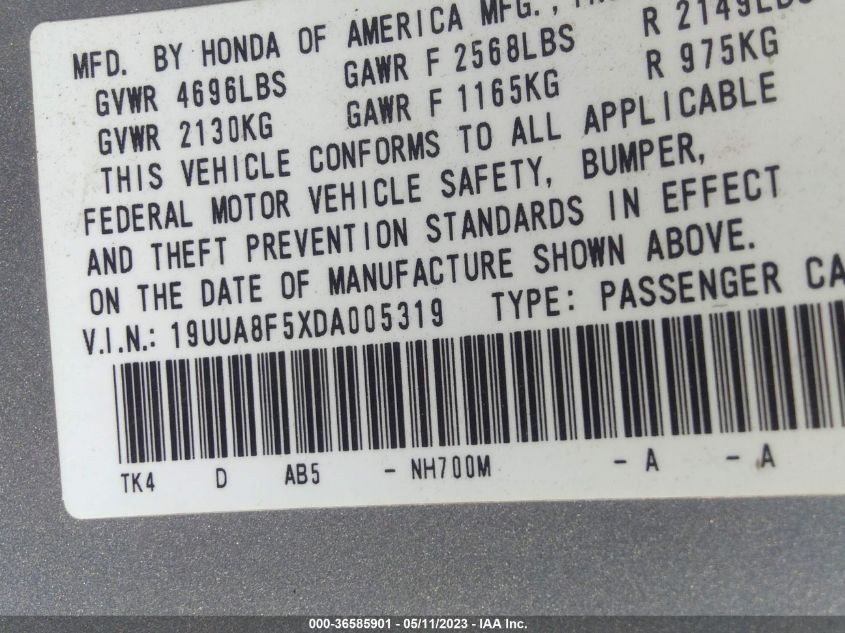 MFD. BY HONDA OF AMERICA MFG.,
GVWR 4696LBS GAWR F 2568LBS R 2149LBS
GVWR 2130KG GAWR F 1165KG R 975KG
THIS VEHICLE CONFORMS TO ALL APPLICABLE
FEDERAL MOTOR VEHICLE SAFETY, BUMPER,
AND THEFT PREVENTION STANDARDS IN EFFECT
ON THE DATE OF MANUFACTURE SHOWN ABOVE.
V.I.N.: 19UUA8F5XDA005319 TYPE: PASSENGER CA
TK4 D AB5 - NH700M - A - A
000-36585901 - 05/11/2023 - IAA Inc.